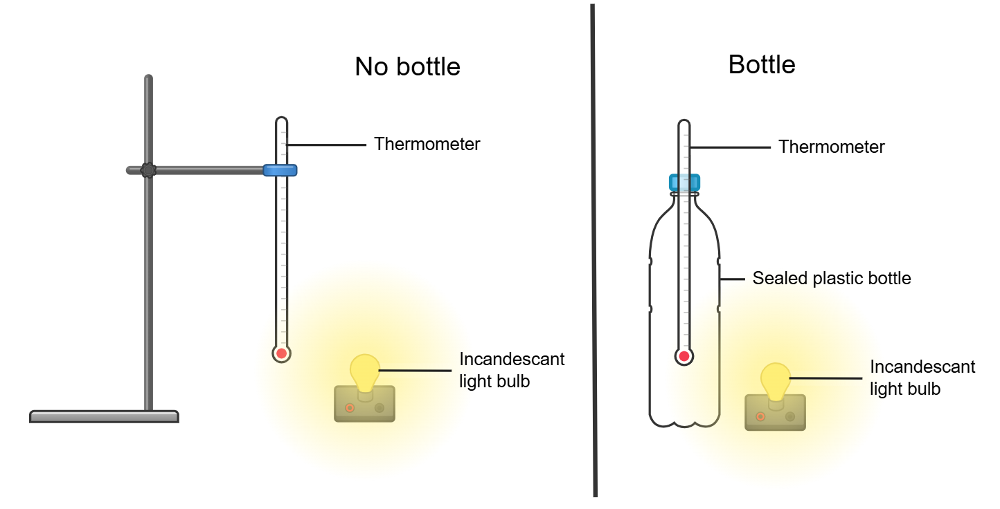 No bottle
Thermometer
Incandescant
light bulb
Bottle
Thermometer
Sealed plastic bottle
Incandescant
light bulb